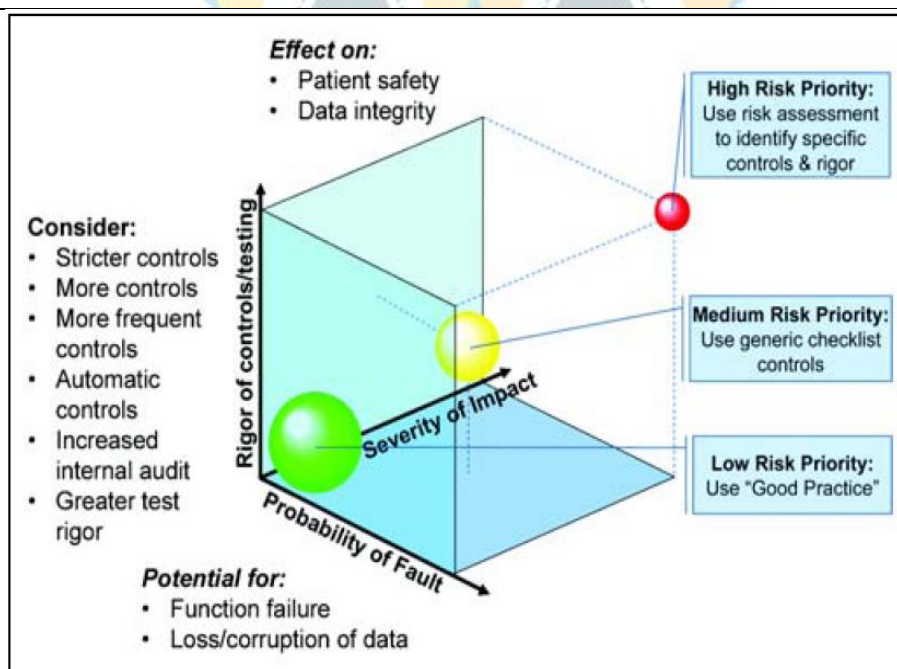 Effect on:
• Patient safety
• Data integrity
High Risk Priority:
Use risk assessment
to identify specific
controls & rigor
Consider:
• Stricter controls
• More controls
• More frequent
controls
• Automatic
controls
• Increased
internal audit
• Greater test
rigor
Rigor of controls/testing
Severity of Impact
Probability of Fault
Medium Risk Priority:
Use generic checklist
controls
Low Risk Priority:
Use “Good Practice”
Potential for:
• Function failure
• Loss/corruption of data